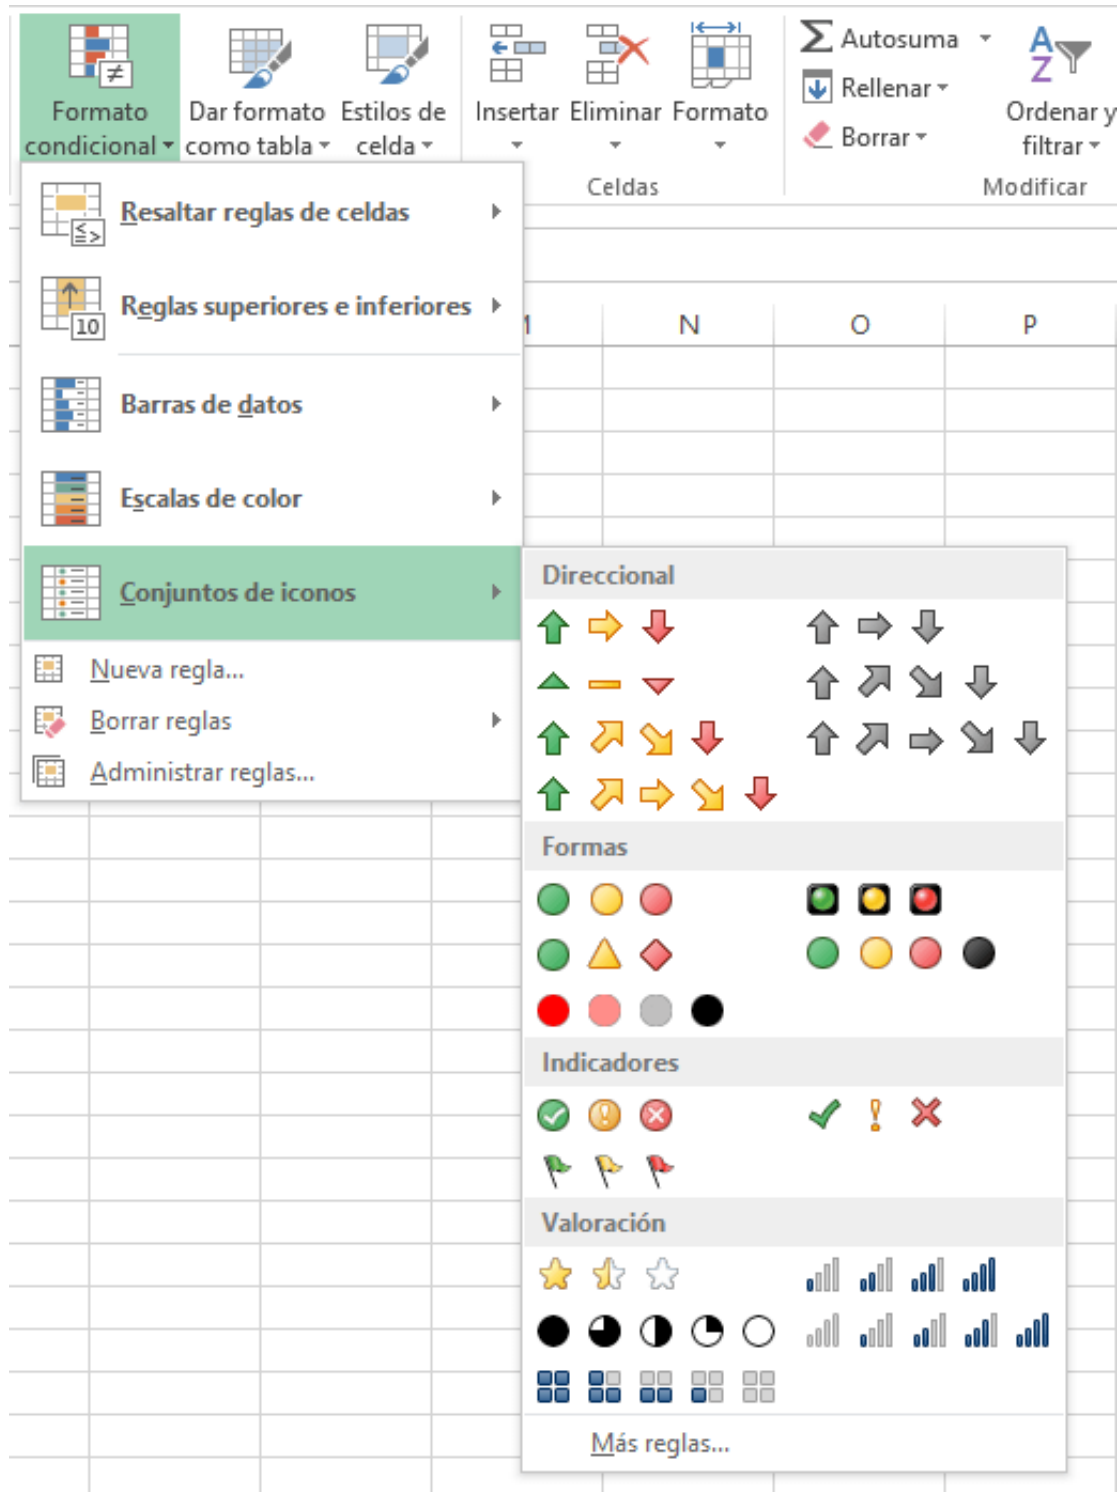 Formato condicional
Dar formato como tabla
Estilos de celda
Insertar
Eliminar
Formato
Celdas
Autosuma
Rellenar
Borrar
Ordenar y filtrar
Modificar
A
Z
10
Resaltar reglas de celdas
Reglas superiores e inferiores
Barras de datos
Escalas de color
Conjuntos de iconos
Nueva regla...
Borrar reglas
Administrar reglas...
N
O
P
Direccional
Formas
Indicadores
Valoración
Más reglas...